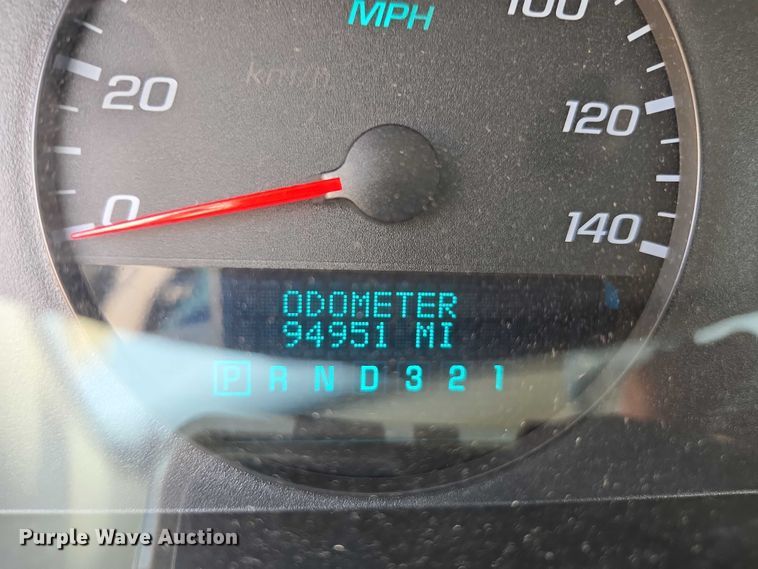 MPH
100
km/h
20
120
0
140
ODOMETER
94951 MI
P R N D 3 2 1
Purple Wave Auction